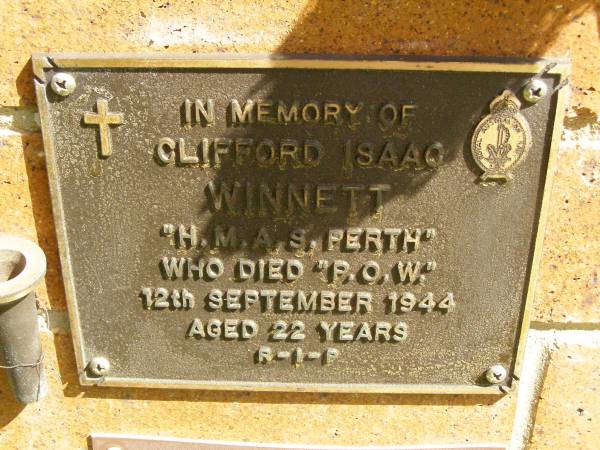 IN MEMORY OF
CLIFFORD ISAAC
WINNETT
"H.M.A.S. PERTH"
WHO DIED "P.O.W."
12th SEPTEMBER 1944
AGED 22 YEARS
R-I-P